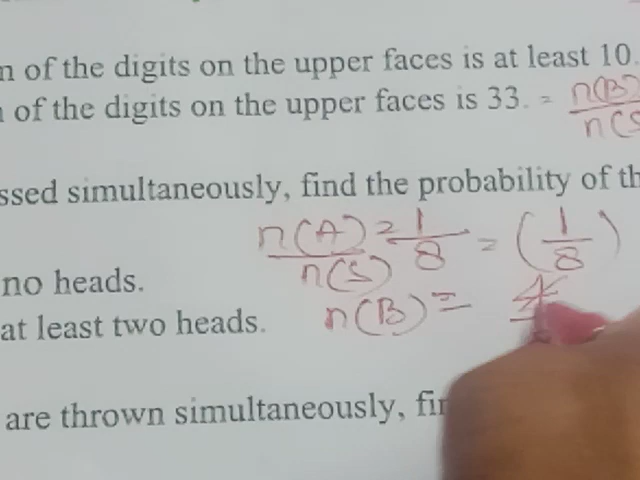 n of the digits on the upper faces is at least 10.
of the digits on the upper faces is 33. = n(B) / n(S
ssed simultaneously, find the probability of th
n(A) / n(S) = 1/8 = (1/8)
no heads.
at least two heads. n(B) = 4
are thrown simultaneously, fin